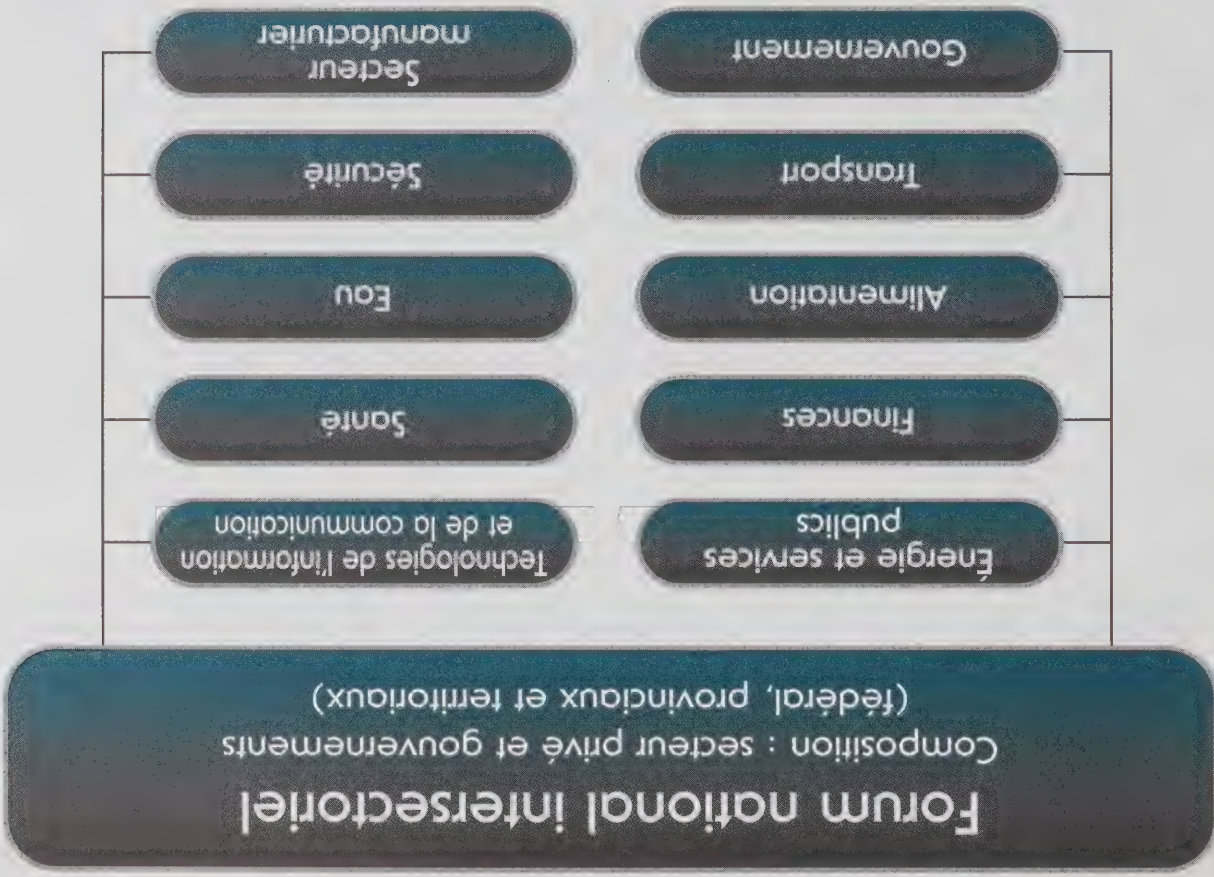 Forum national intersectoriel
Composition : secteur privé et gouvernements
(fédéral, provinciaux et territoriaux)
Énergie et services
publics
Technologies de l'information
et de la communication
Finances
Santé
Alimentation
Eau
Transport
Sécurité
Gouvernement
Secteur
manufacturier